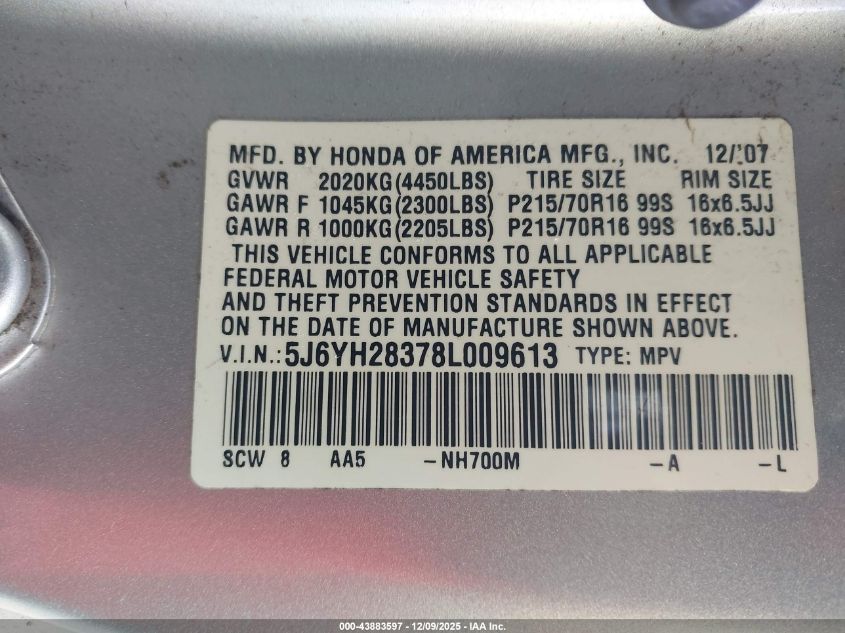 MFD. BY HONDA OF AMERICA MFG., INC. 12/'07
GVWR 2020KG(4450LBS) TIRE SIZE RIM SIZE
GAWR F 1045KG(2300LBS) P215/70R16 99S 16x6.5JJ
GAWR R 1000KG(2205LBS) P215/70R16 99S 16x6.5JJ
THIS VEHICLE CONFORMS TO ALL APPLICABLE
FEDERAL MOTOR VEHICLE SAFETY
AND THEFT PREVENTION STANDARDS IN EFFECT
ON THE DATE OF MANUFACTURE SHOWN ABOVE.
V.I.N.:5J6YH28378L009613 TYPE: MPV
SCW 8 AA5 -NH700M -A -L
000-43883597 - 12/09/2025 - IAA Inc.